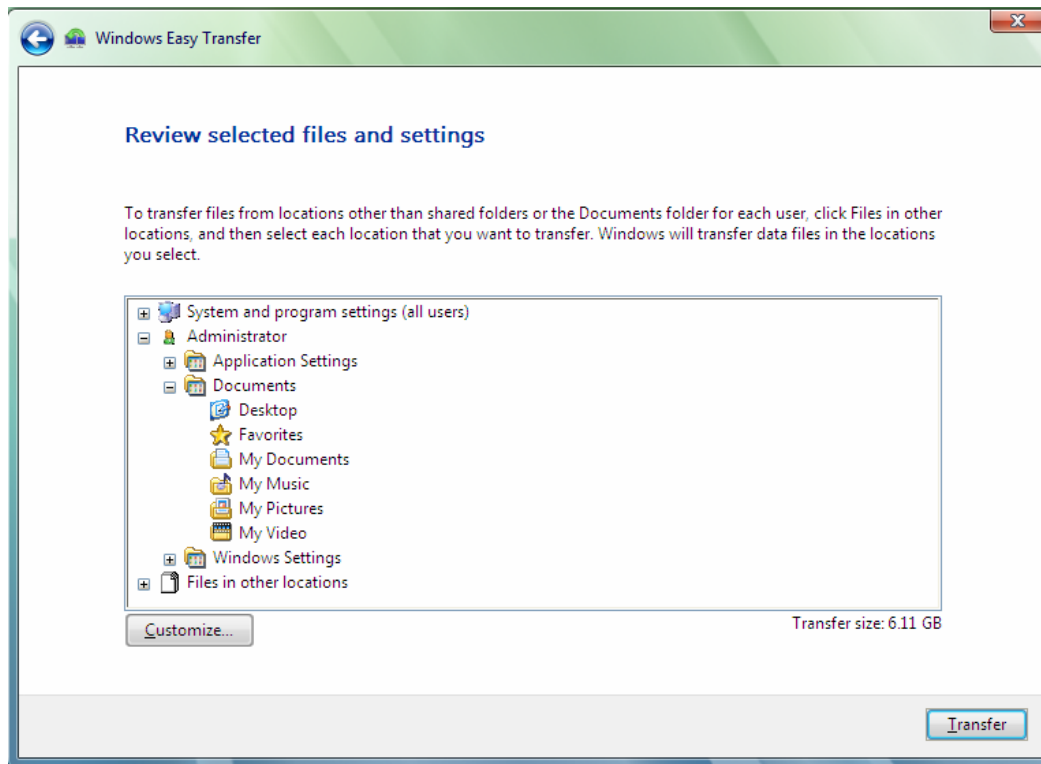 Windows Easy Transfer
X
Review selected files and settings
To transfer files from locations other than shared folders or the Documents folder for each user, click Files in other
locations, and then select each location that you want to transfer. Windows will transfer data files in the locations
you select.
System and program settings (all users)
Administrator
Application Settings
Documents
Desktop
Favorites
My Documents
My Music
My Pictures
My Video
Windows Settings
Files in other locations
Customize...
Transfer size: 6.11 GB
Transfer